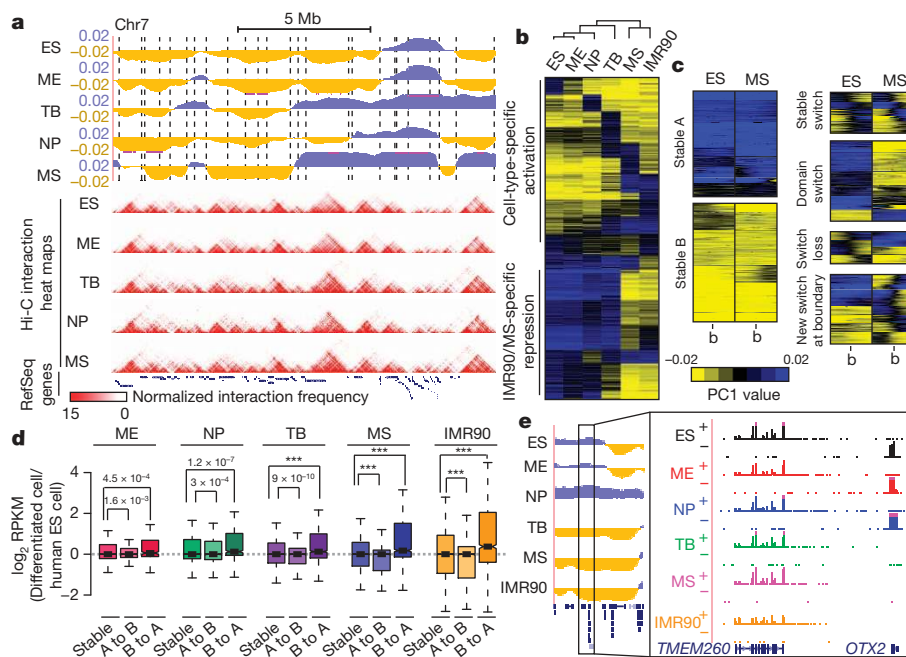 a
Chr7
5 Mb
ES
0.02
−0.02
ME
0.02
−0.02
TB
0.02
−0.02
NP
0.02
−0.02
MS
0.02
−0.02
Hi-C interaction
heat maps
ES
ME
TB
NP
MS
RefSeq
genes
15
0
Normalized interaction frequency
b
ES
ME
NP
TB
MS
IMR90
Cell-type-specific
activation
IMR90/MS-specific
repression
c
ES
MS
Stable A
Stable B
b
b
ES
MS
Stable
switch
Domain
switch
Switch
loss
New switch
at boundary
b
b
−0.02
0.02
PC1 value
d
ME
NP
TB
MS
IMR90
4.5 × 10−4
1.6 × 10−3
1.2 × 10−7
3 × 10−4
***
9 × 10−10
***
***
***
***
log2 RPKM
(Differentiated cell/
human ES cell)
4
2
0
−2
Stable
A to B
B to A
Stable
A to B
B to A
Stable
A to B
B to A
Stable
A to B
B to A
Stable
A to B
B to A
e
ES
ME
NP
TB
MS
IMR90
ES + −
ME + −
NP + −
TB + −
MS + −
IMR90 + −
TMEM260
OTX2